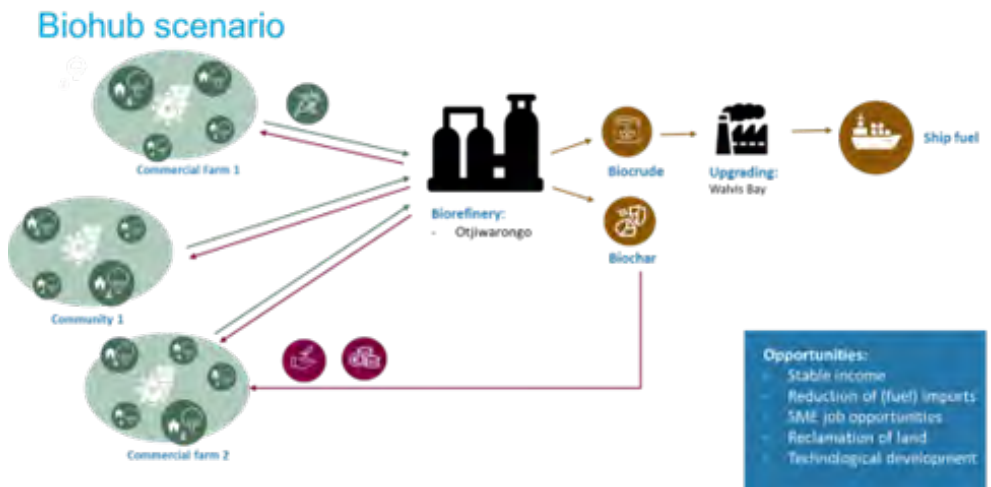 Biohub scenario
Commercial Farm 1
Community 1
Commercial farm 2
Biorefinery:
- Otjiwarongo
Biocrude
Biochar
Upgrading:
Walvis Bay
Ship fuel
Opportunities:
- Stable income
- Reduction of (fuel) imports
- SME job opportunities
- Reclamation of land
- Technological development